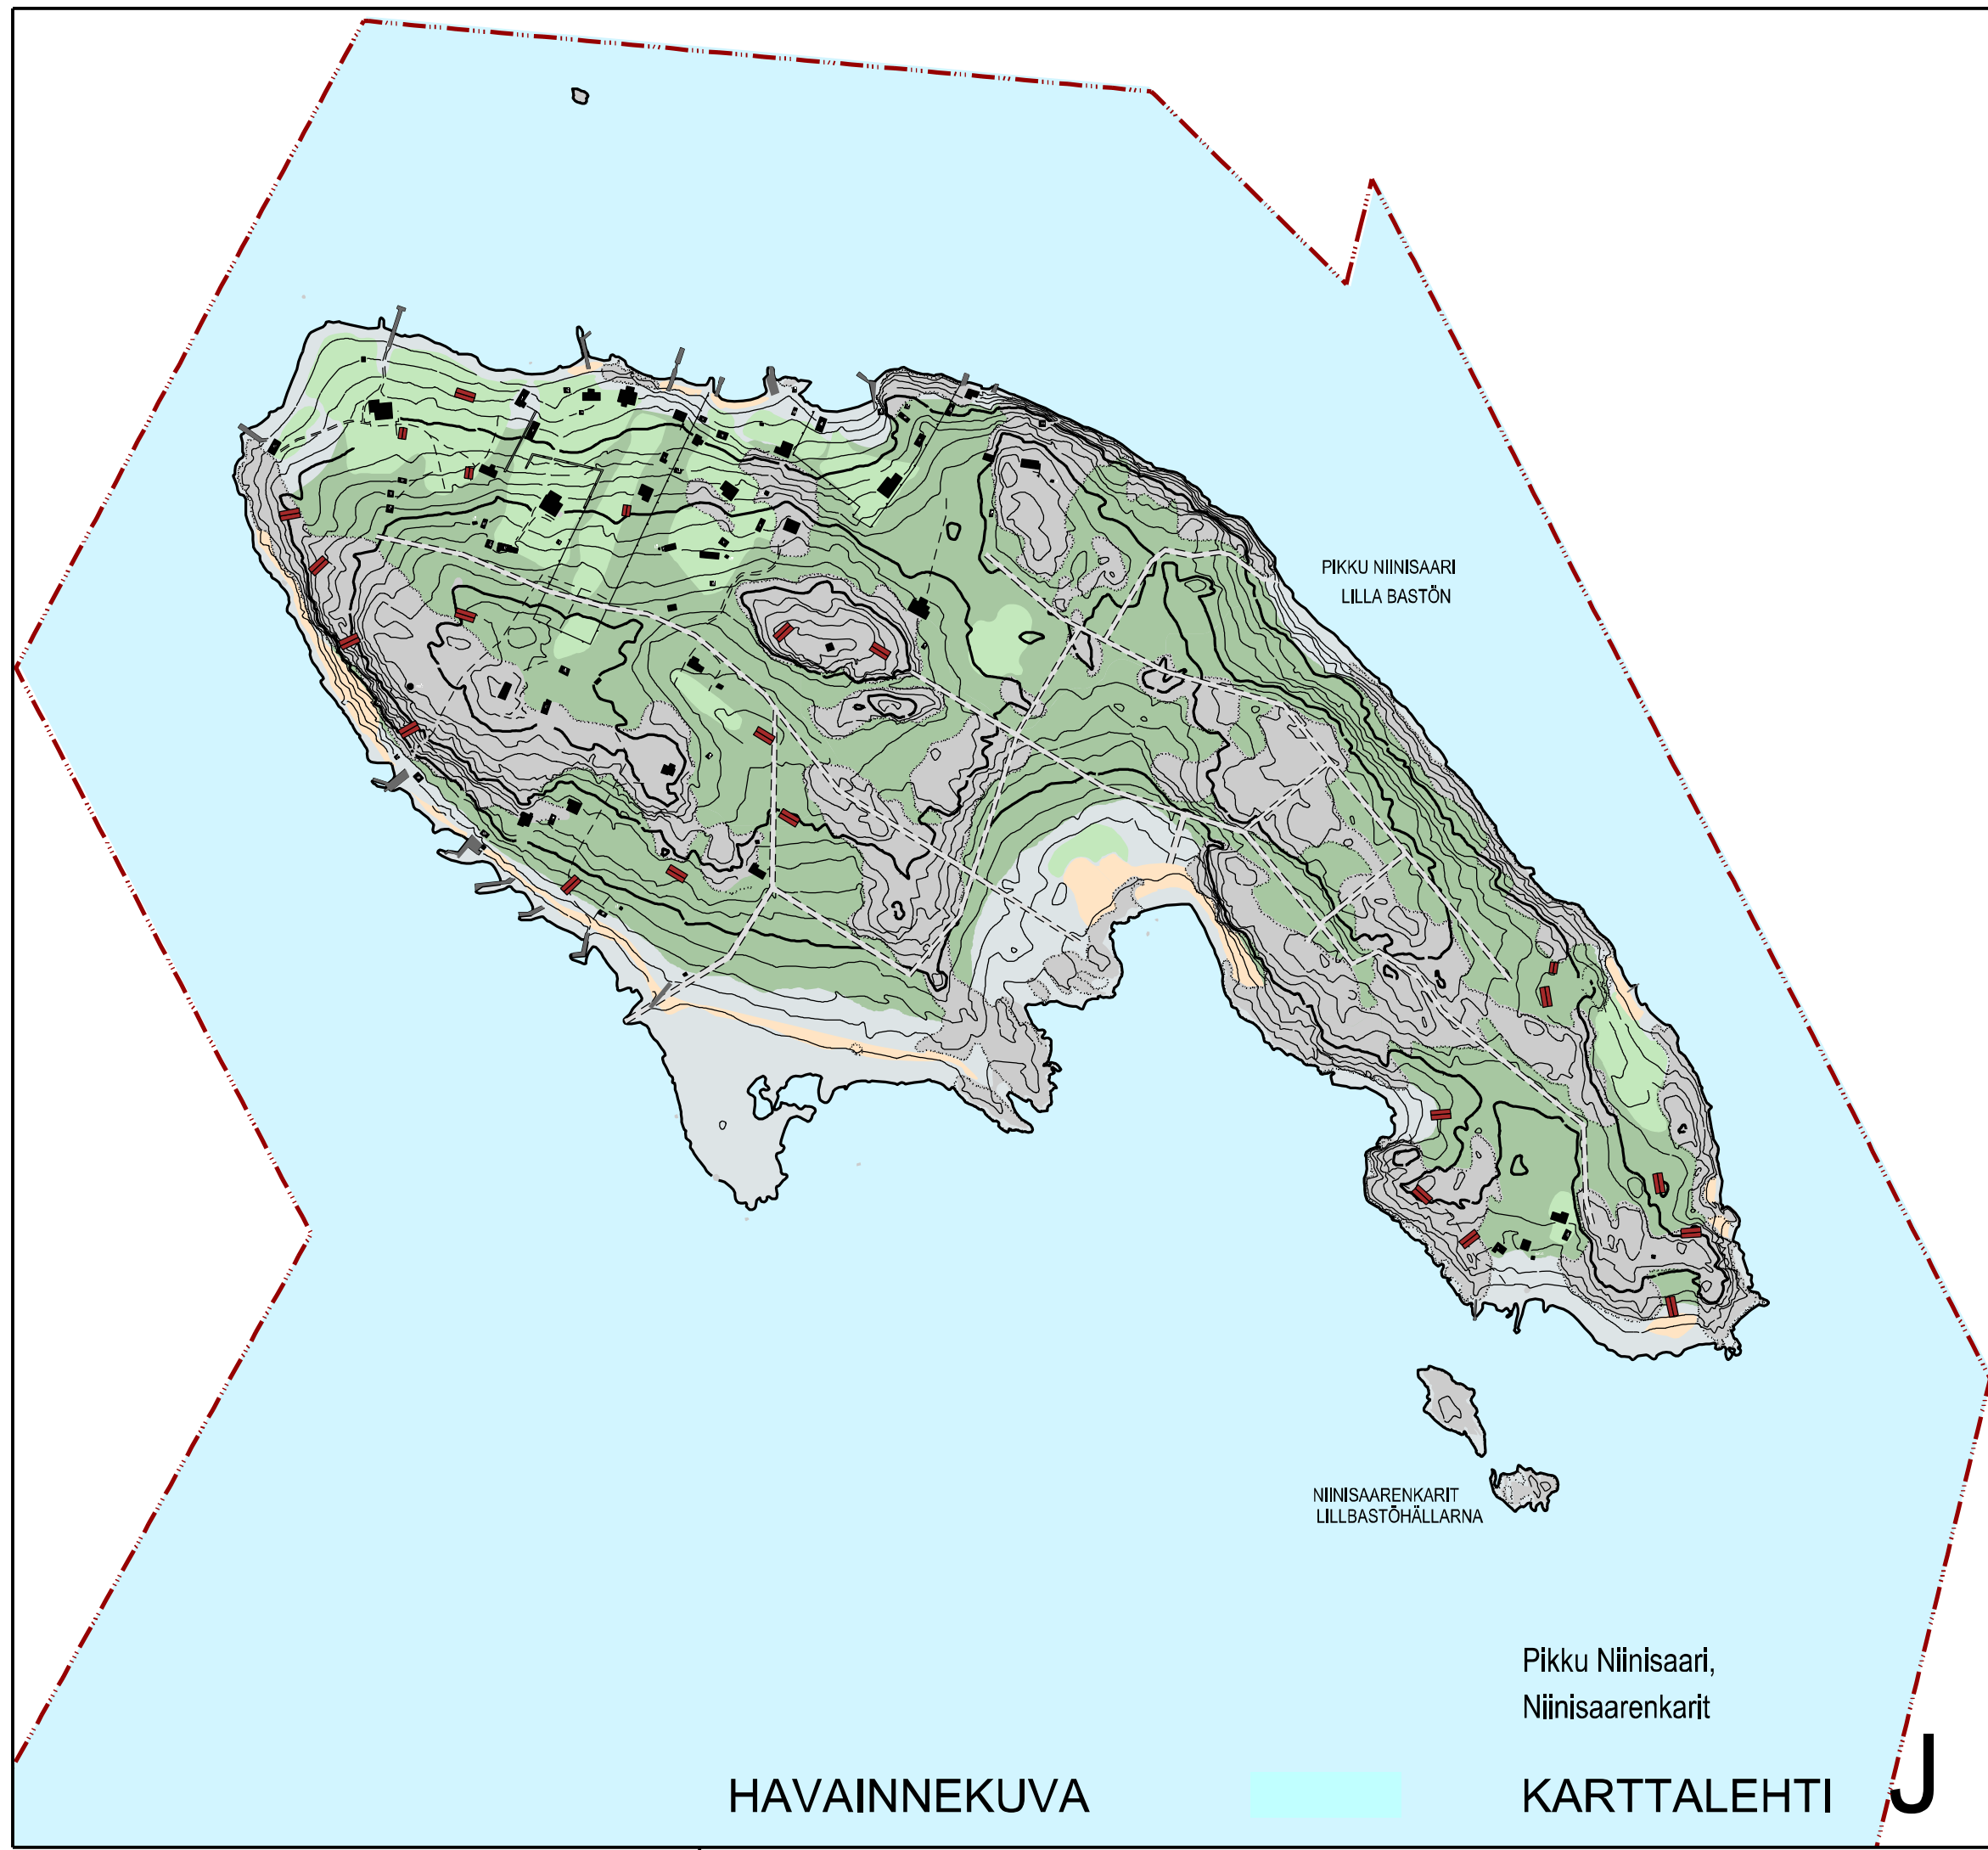 PIKKU NIINISAARI
LILLA BASTÖN
NIINISAARENKARIT
LILLBASTÖHÄLLARNA
Pikku Niinisaari,
Niinisaarenkarit
HAVAINNEKUVA
KARTTALEHTI J